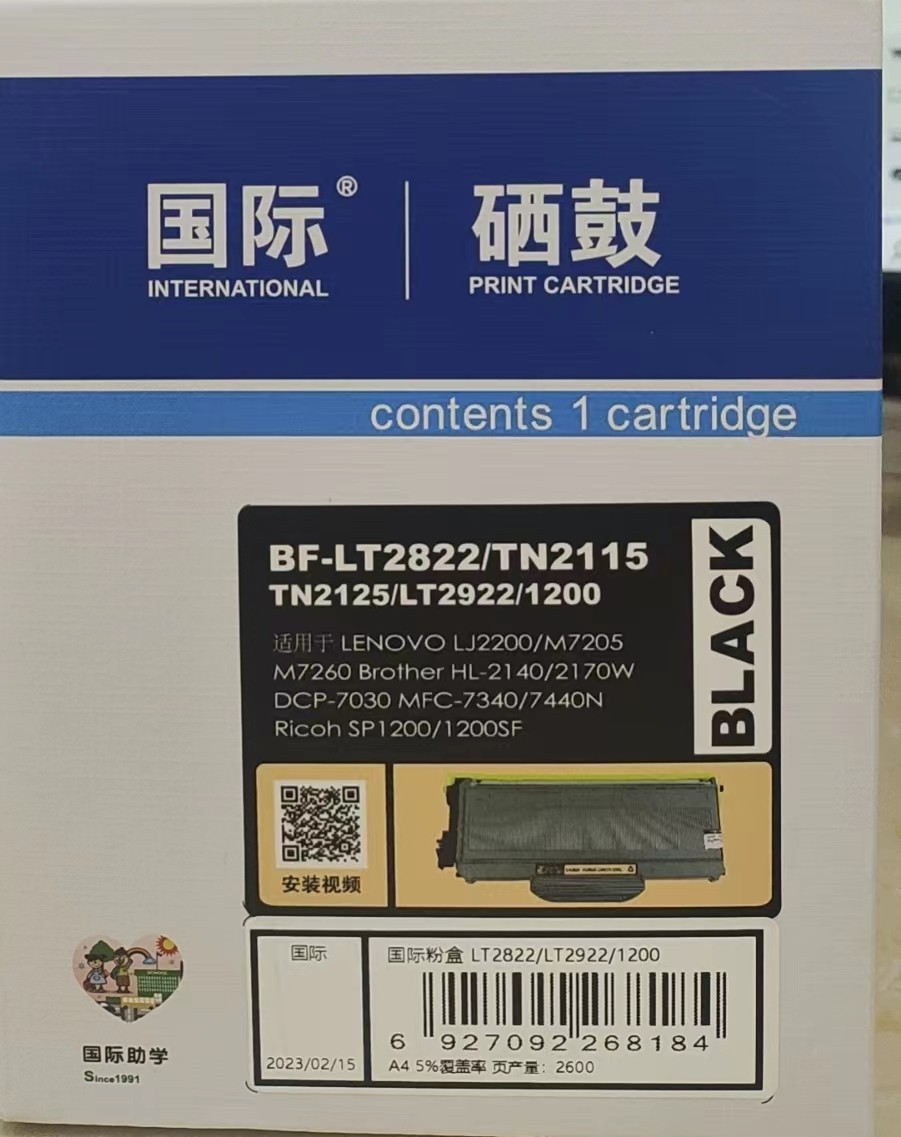 国际®
INTERNATIONAL
硒鼓
PRINT CARTRIDGE
contents 1 cartridge
BF-LT2822/TN2115
TN2125/LT2922/1200
适用于 LENOVO LJ2200/M7205
M7260 Brother HL-2140/2170W
DCP-7030 MFC-7340/7440N
Ricoh SP1200/1200SF
BLACK
安装视频
国际
2023/02/15
国际粉盒 LT2822/LT2922/1200
6 927092 268184
A4 5%覆盖率 页产量：2600
国际助学
Since1991